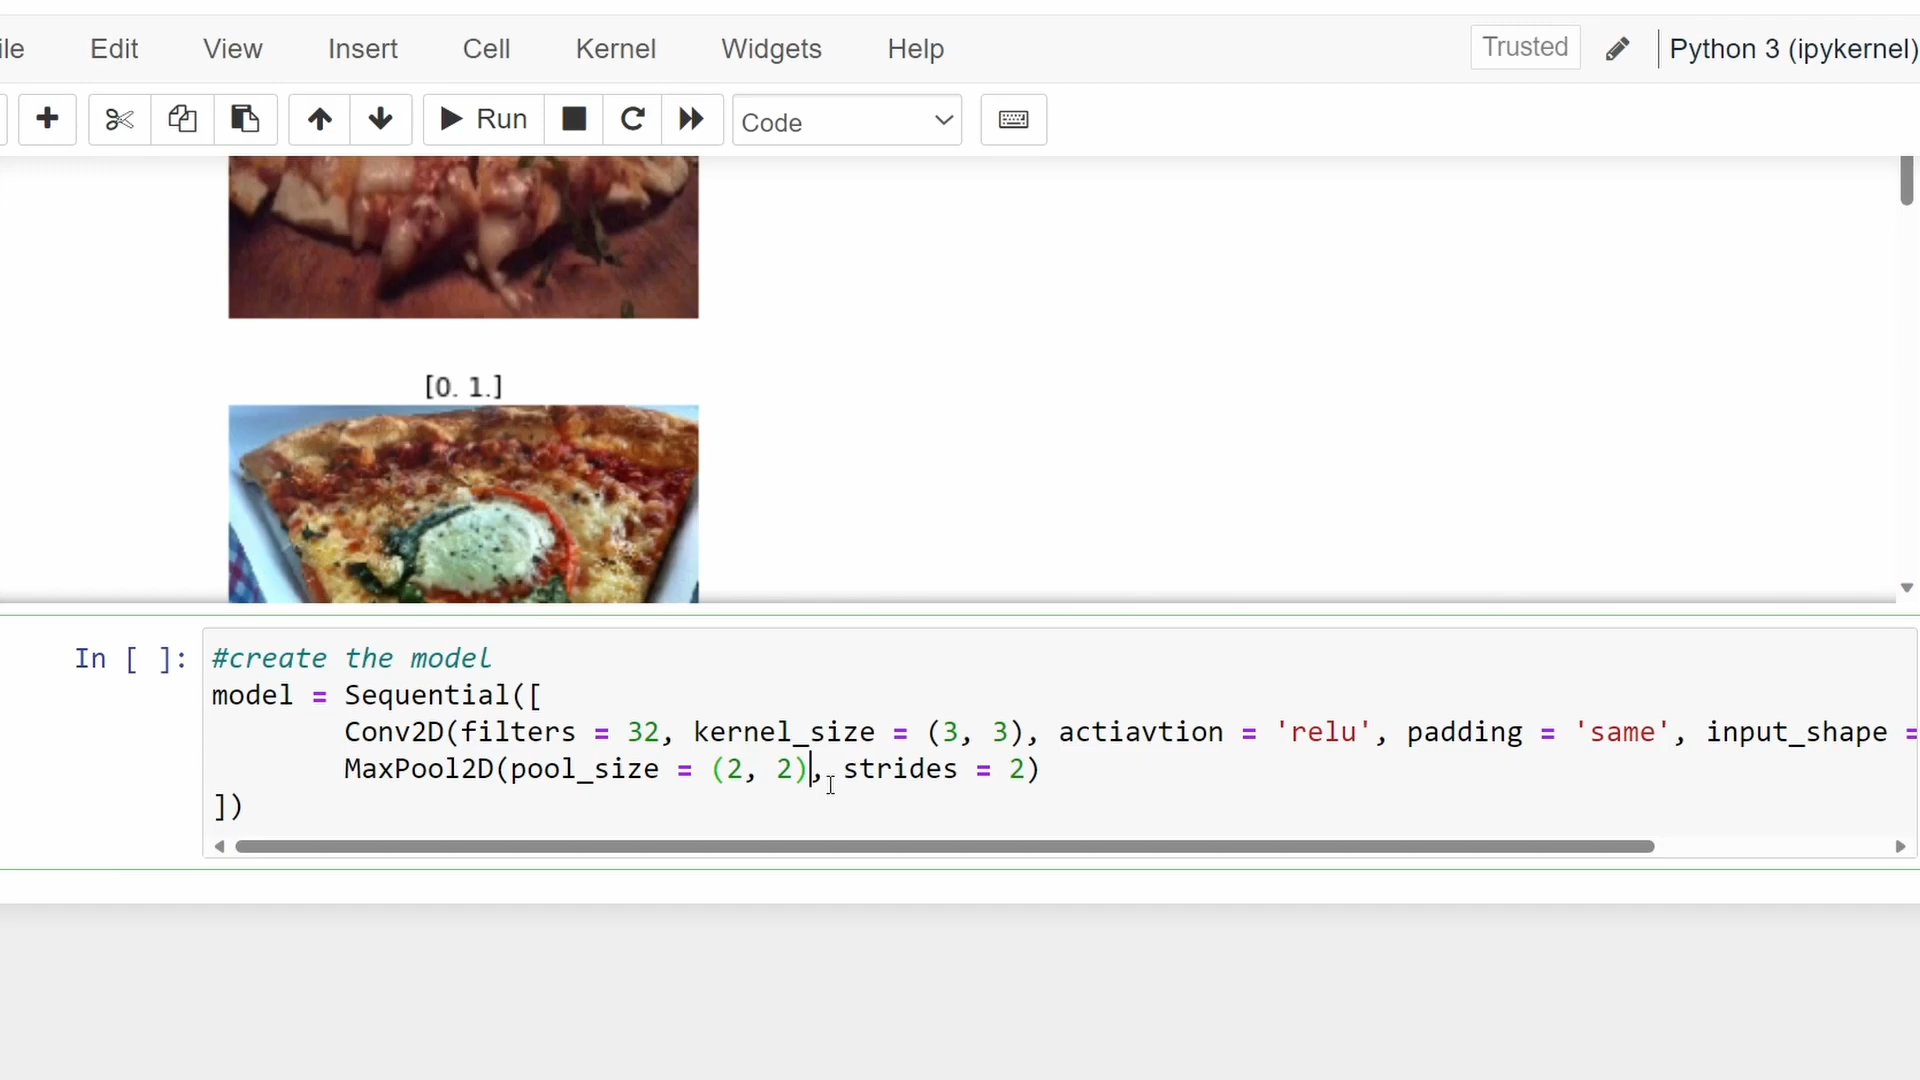 ile Edit View Insert Cell Kernel Widgets Help Trusted Python 3 (ipykernel)
Run Code
[0. 1.]
In [ ]: #create the model
model = Sequential([
Conv2D(filters = 32, kernel_size = (3, 3), actiavtion = 'relu', padding = 'same', input_shape =
MaxPool2D(pool_size = (2, 2), strides = 2)
])